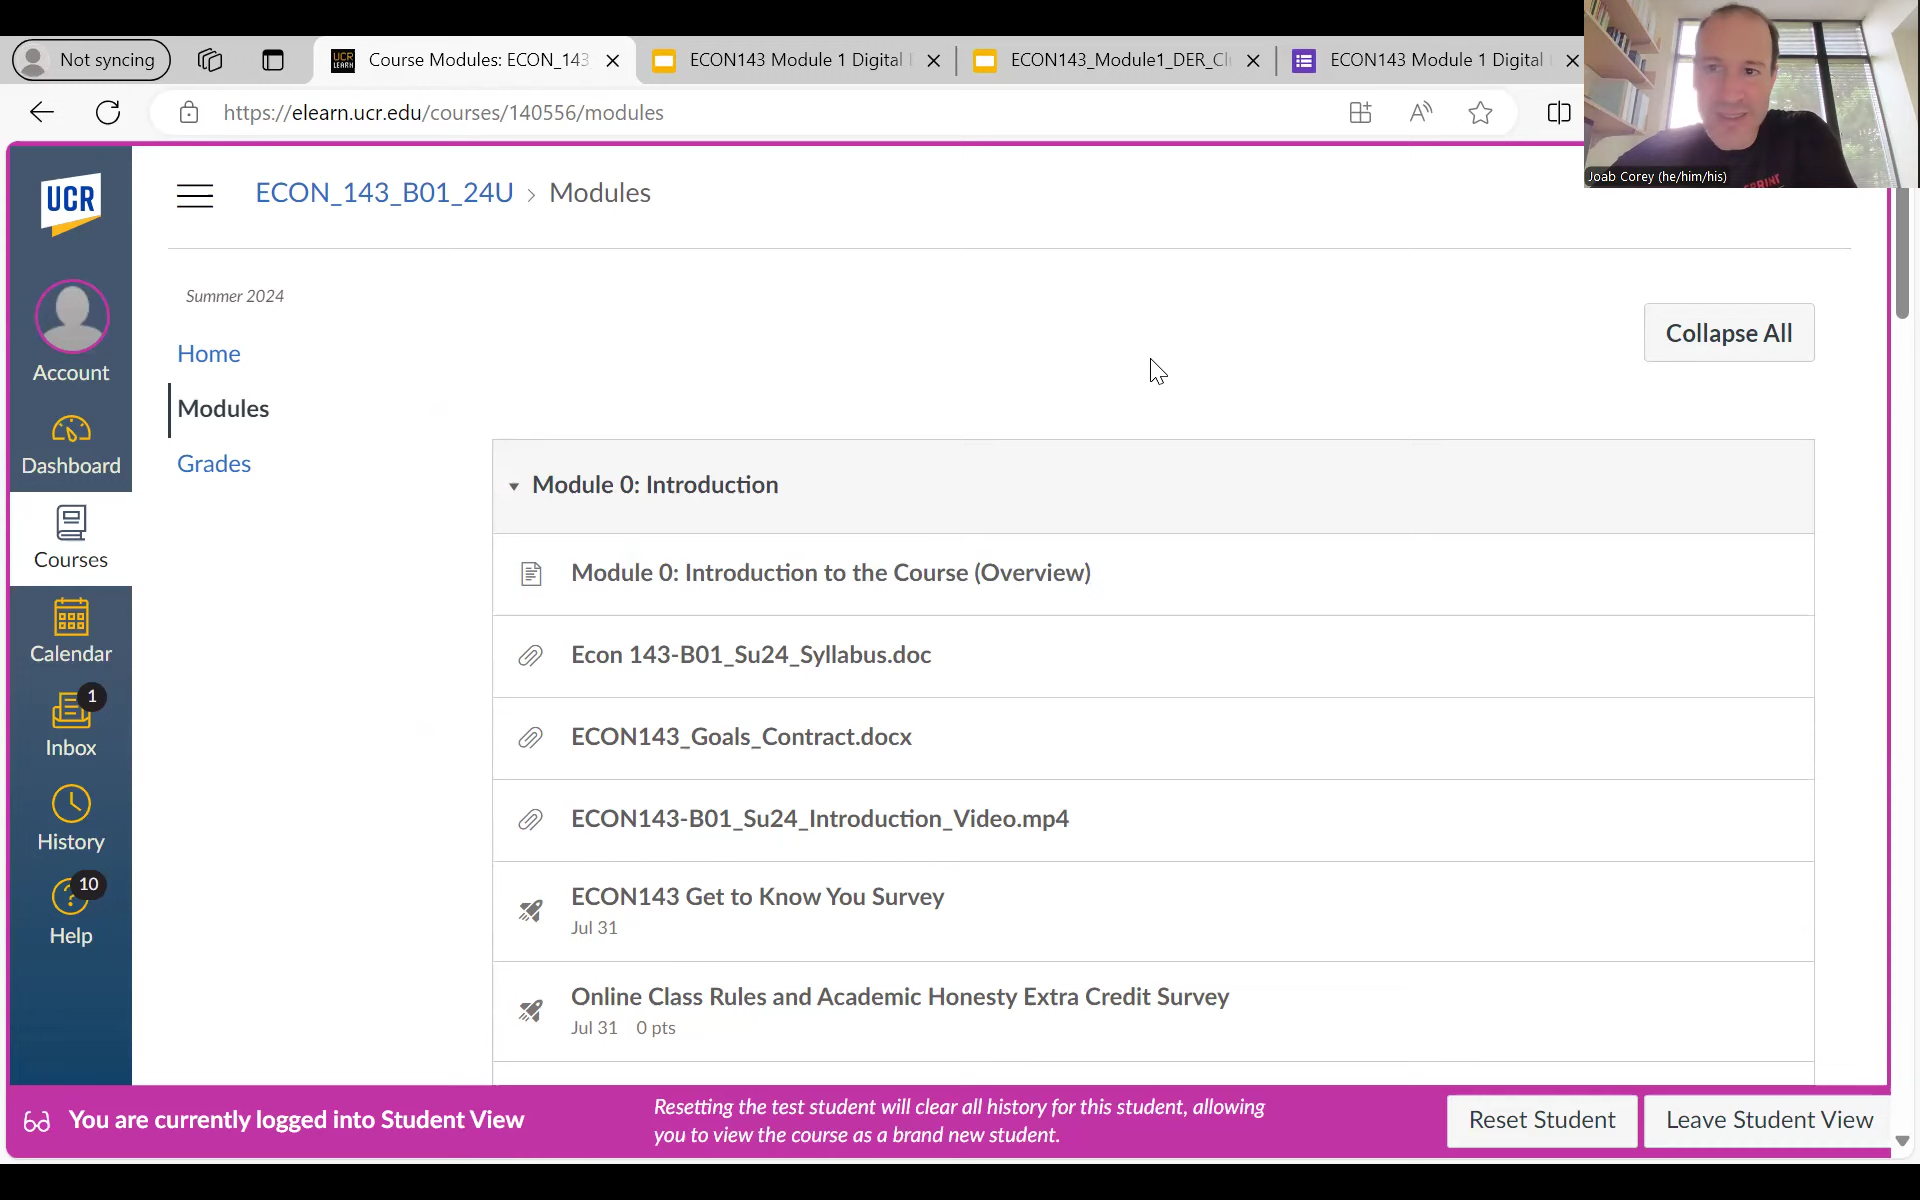 Not syncing
UCR LEARN
Course Modules: ECON_143
ECON143 Module 1 Digital
ECON143_Module1_DER_Cl
ECON143 Module 1 Digital
https://elearn.ucr.edu/courses/140556/modules
Joab Corey (he/him/his)
UCR
Account
Dashboard
Courses
Calendar
1
Inbox
History
10
Help
ECON_143_B01_24U > Modules
Summer 2024
Home
Modules
Grades
Collapse All
Module 0: Introduction
Module 0: Introduction to the Course (Overview)
Econ 143-B01_Su24_Syllabus.doc
ECON143_Goals_Contract.docx
ECON143-B01_Su24_Introduction_Video.mp4
ECON143 Get to Know You Survey
Jul 31
Online Class Rules and Academic Honesty Extra Credit Survey
Jul 31 0 pts
You are currently logged into Student View
Resetting the test student will clear all history for this student, allowing
you to view the course as a brand new student.
Reset Student
Leave Student View